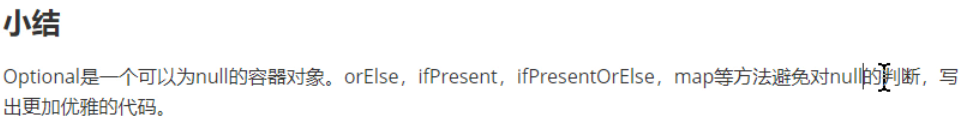 小结
Optional是一个可以为null的容器对象。orElse，ifPresent，ifPresentOrElse，map等方法避免对null的判断，写
出更加优雅的代码。